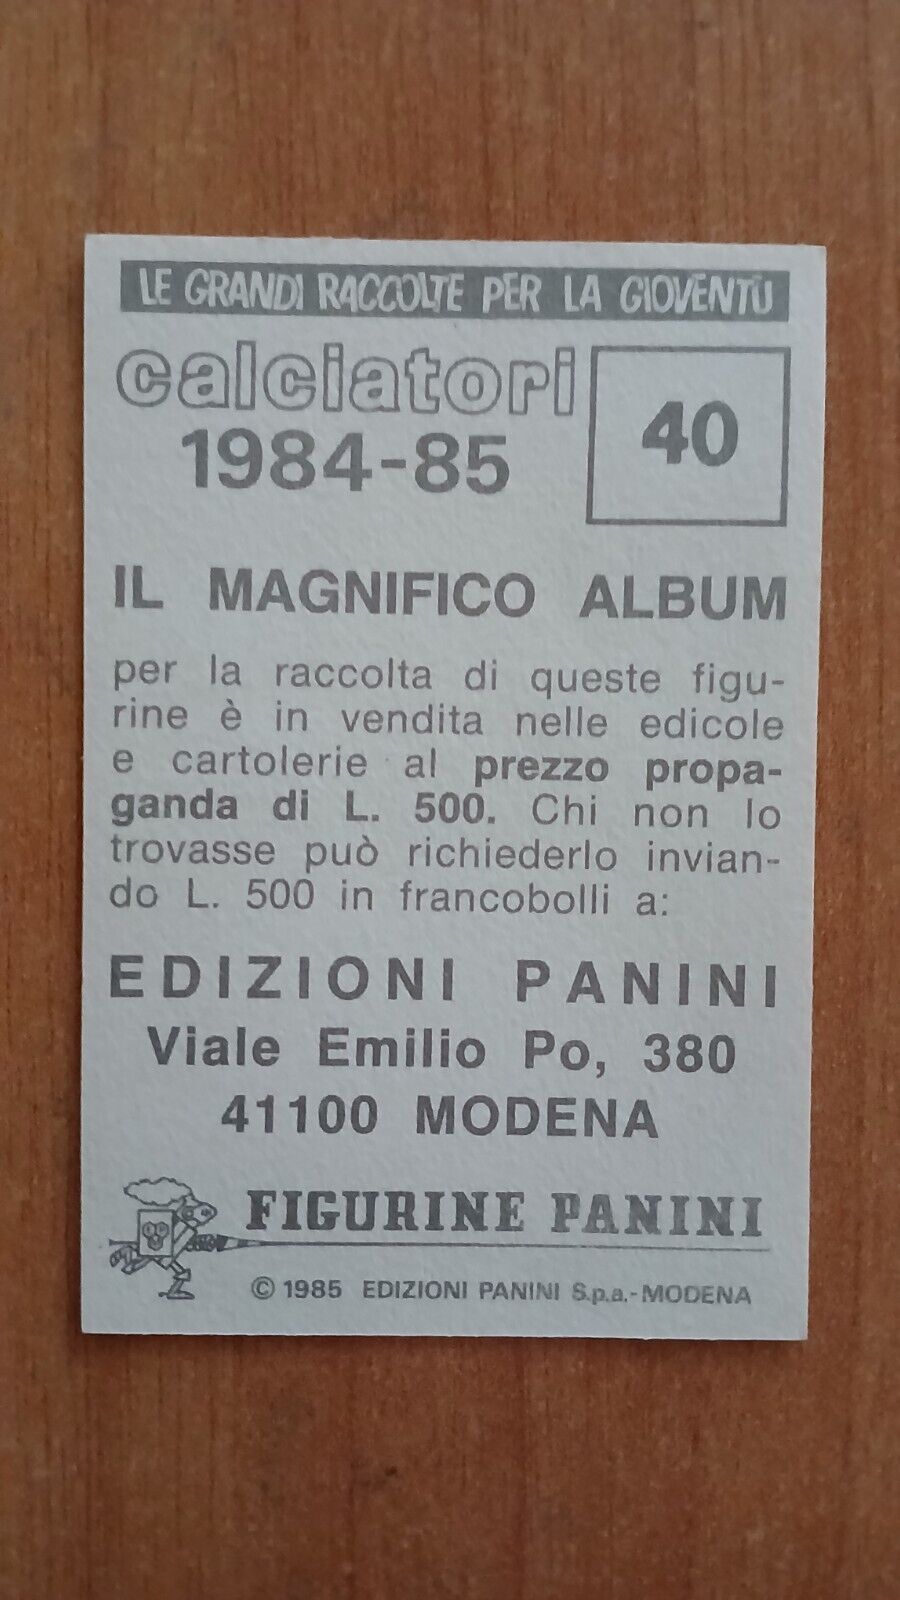 LE GRANDI RACCOLTE PER LA GIOVENTÙ
calciatori
1984-85
40
IL MAGNIFICO ALBUM
per la raccolta di queste figu-
rine è in vendita nelle edicole
e cartolerie al prezzo propa-
ganda di L. 500. Chi non lo
trovasse può richiederlo invian-
do L. 500 in francobolli a:
EDIZIONI PANINI
Viale Emilio Po, 380
41100 MODENA
FIGURINE PANINI
© 1985 EDIZIONI PANINI S.p.a.-MODENA